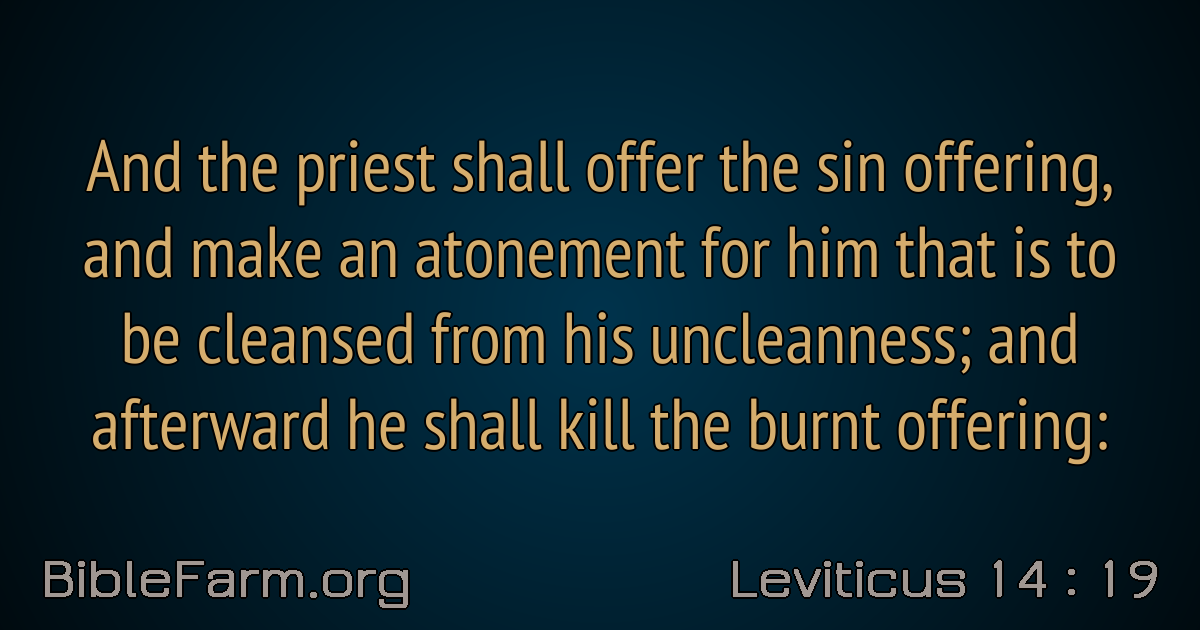 And the priest shall offer the sin offering,
and make an atonement for him that is to
be cleansed from his uncleanness; and
afterward he shall kill the burnt offering:
BibleFarm.org
Leviticus 14 : 19